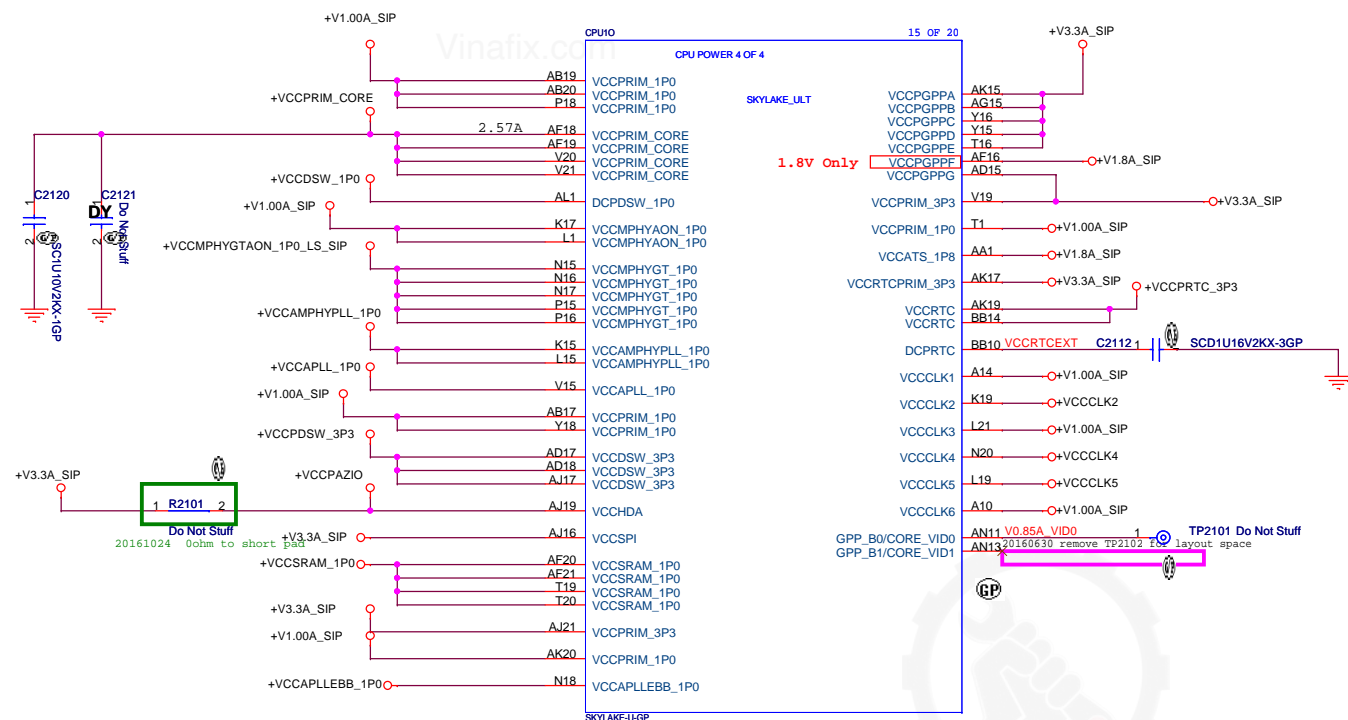 Vinafix.com
CPU1O
15 OF 20
CPU POWER 4 OF 4
SKYLAKE_ULT
+V1.00A_SIP
AB19 VCCPRIM_1P0
AB20 VCCPRIM_1P0
P18 VCCPRIM_1P0
+VCCPRIM_CORE
2.57A
AF18 VCCPRIM_CORE
AF19 VCCPRIM_CORE
V20 VCCPRIM_CORE
V21 VCCPRIM_CORE
1 C2120 2
SC1U10V2KX-1GP
1 C2121 2
DY
Do Not Stuff
+VCCDSW_1P0
AL1 DCPDSW_1P0
+V1.00A_SIP
K17 VCCMPHYAON_1P0
L1 VCCMPHYAON_1P0
+VCCMPHYGTAON_1P0_LS_SIP
N15 VCCMPHYGT_1P0
N16 VCCMPHYGT_1P0
N17 VCCMPHYGT_1P0
P15 VCCMPHYGT_1P0
P16 VCCMPHYGT_1P0
+VCCAMPHYPLL_1P0
K15 VCCAMPHYPLL_1P0
L15 VCCAMPHYPLL_1P0
+VCCAPLL_1P0
V15 VCCAPLL_1P0
+V1.00A_SIP
AB17 VCCPRIM_1P0
Y18 VCCPRIM_1P0
+VCCPDSW_3P3
AD17 VCCDSW_3P3
AD18 VCCDSW_3P3
AJ17 VCCDSW_3P3
+V3.3A_SIP
1 R2101 2
Do Not Stuff
20161024 0ohm to short pad
+VCCPAZIO
AJ19 VCCHDA
+V3.3A_SIP
AJ16 VCCSPI
+VCCSRAM_1P0
AF20 VCCSRAM_1P0
AF21 VCCSRAM_1P0
T19 VCCSRAM_1P0
T20 VCCSRAM_1P0
+V3.3A_SIP
AJ21 VCCPRIM_3P3
+V1.00A_SIP
AK20 VCCPRIM_1P0
+VCCAPLLEBB_1P0
N18 VCCAPLLEBB_1P0
+V3.3A_SIP
VCCPGPPA AK15
VCCPGPPB AG15
VCCPGPPC Y16
VCCPGPPD Y15
VCCPGPPE T16
1.8V Only
VCCPGPPF AF16 +V1.8A_SIP
VCCPGPPG AD15
VCCPRIM_3P3 V19 +V3.3A_SIP
VCCPRIM_1P0 T1 +V1.00A_SIP
VCCATS_1P8 AA1 +V1.8A_SIP
VCCRTCPRIM_3P3 AK17 +V3.3A_SIP
+VCCPRTC_3P3
VCCRTC AK19
VCCRTC BB14
DCPRTC BB10 VCCRTCEXT C2112 1 SCD1U16V2KX-3GP
VCCCLK1 A14 +V1.00A_SIP
VCCCLK2 K19 +VCCCLK2
VCCCLK3 L21 +V1.00A_SIP
VCCCLK4 N20 +VCCCLK4
VCCCLK5 L19 +VCCCLK5
VCCCLK6 A10 +V1.00A_SIP
GPP_B0/CORE_VID0 AN11 V0.85A_VID0 1 TP2101 Do Not Stuff
GPP_B1/CORE_VID1 AN13
20160630 remove TP2102 for layout space
GP
SKYLAKE-U-GP